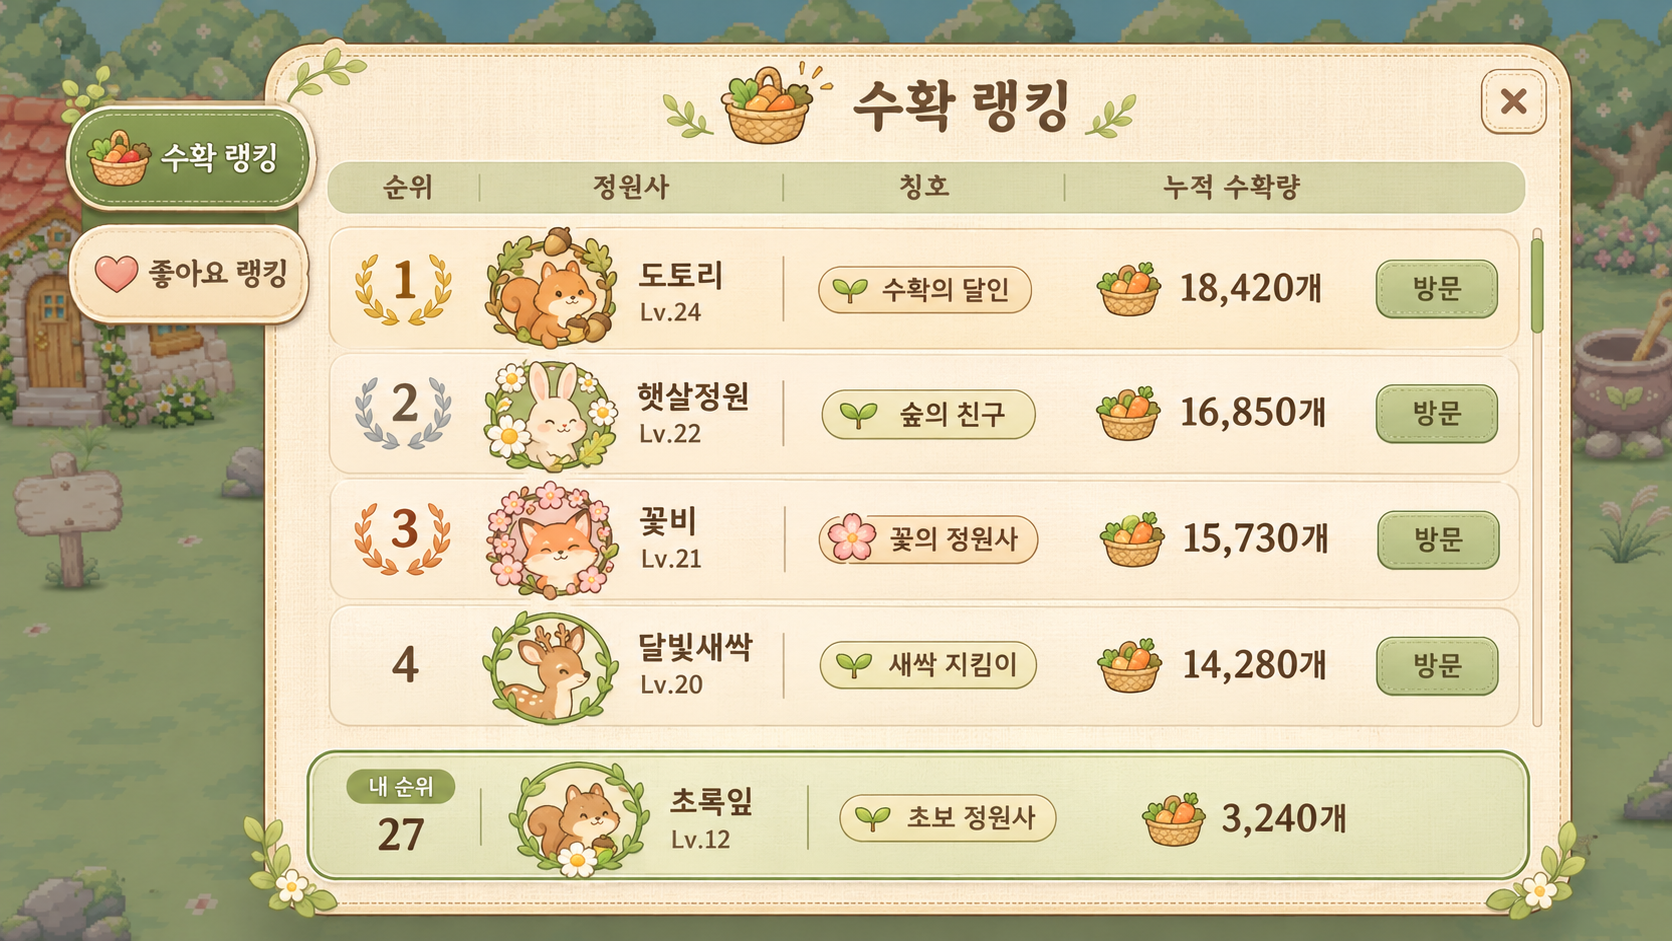 수확 랭킹
좋아요 랭킹
수확 랭킹
순위 정원사 칭호 누적 수확량
1 도토리 Lv.24 수확의 달인 18,420개 방문
2 햇살정원 Lv.22 숲의 친구 16,850개 방문
3 꽃비 Lv.21 꽃의 정원사 15,730개 방문
4 달빛새싹 Lv.20 새싹 지킴이 14,280개 방문
내 순위
27 초록잎 Lv.12 초보 정원사 3,240개